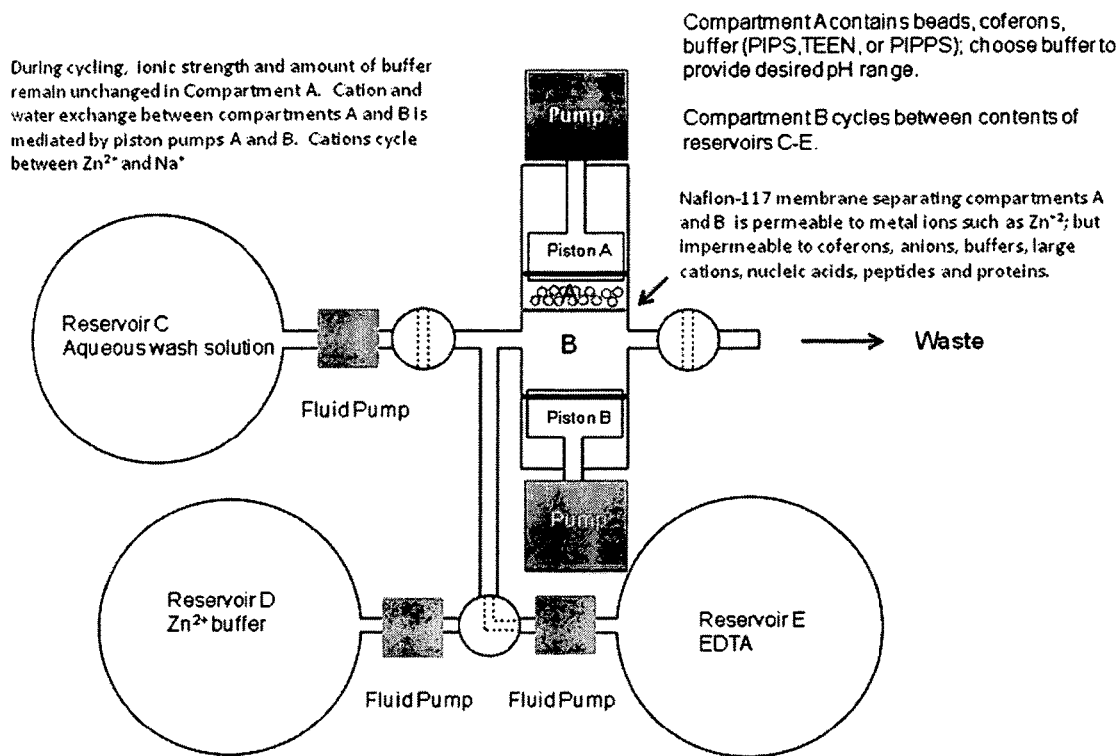 During cycling, ionic strength and amount of buffer
remain unchanged in Compartment A. Cation and
water exchange between compartments A and B is
mediated by piston pumps A and B. Cations cycle
between Zn²⁺ and Na⁺
Compartment A contains beads, coferons,
buffer (PIPS,TEEN, or PIPPS); choose buffer to
provide desired pH range.
Compartment B cycles between contents of
reservoirs C-E.
Nafion-117 membrane separating compartments A
and B is permeable to metal ions such as Zn⁺²; but
impermeable to coferons, anions, buffers, large
cations, nucleic acids, peptides and proteins.
Pump
Piston A
A
Reservoir C
Aqueous wash solution
Fluid Pump
B
Waste
Piston B
Pump
Reservoir D
Zn²⁺ buffer
Fluid Pump
Fluid Pump
Reservoir E
EDTA